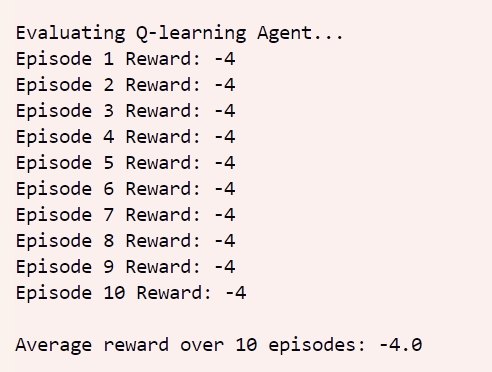 Evaluating Q-learning Agent...
Episode 1 Reward: -4
Episode 2 Reward: -4
Episode 3 Reward: -4
Episode 4 Reward: -4
Episode 5 Reward: -4
Episode 6 Reward: -4
Episode 7 Reward: -4
Episode 8 Reward: -4
Episode 9 Reward: -4
Episode 10 Reward: -4
Average reward over 10 episodes: -4.0